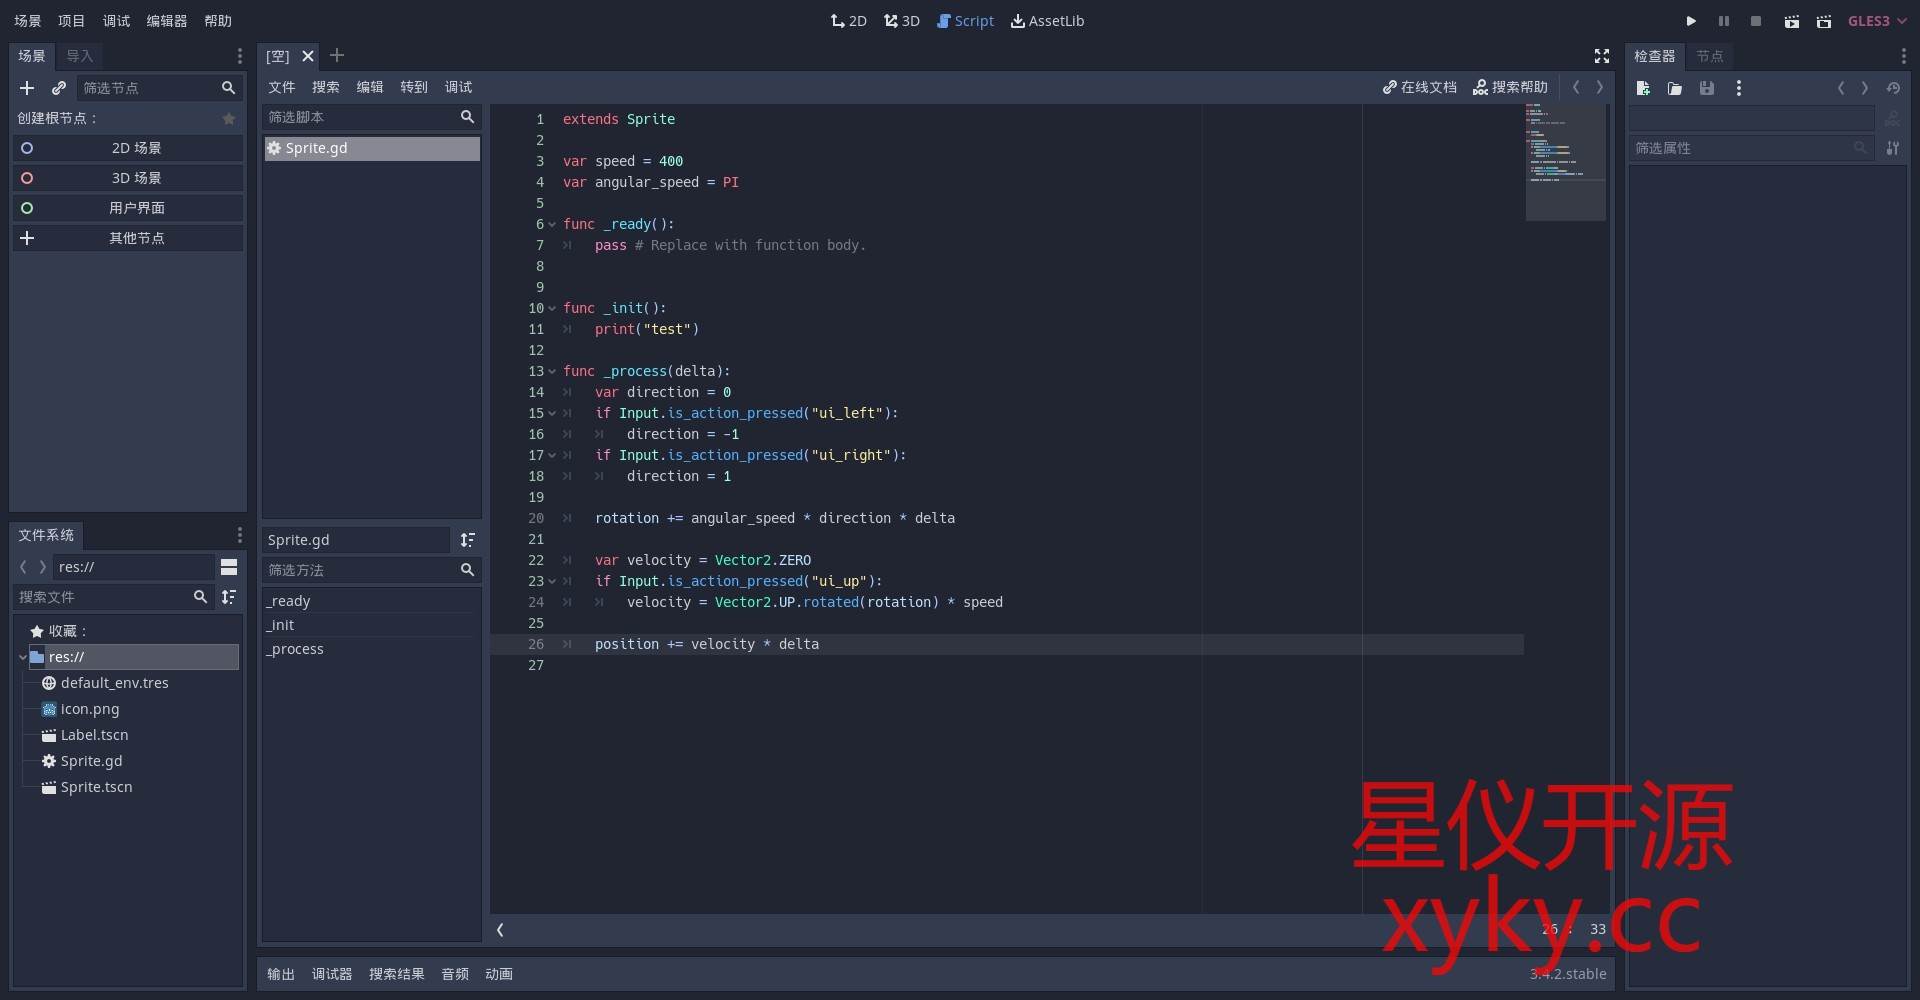 场景 项目 调试 编辑器 帮助
2D 3D Script AssetLib
GLES3
场景 导入
筛选节点
创建根节点：
2D 场景
3D 场景
用户界面
其他节点
文件系统
res://
搜索文件
收藏：
res://
default_env.tres
icon.png
Label.tscn
Sprite.gd
Sprite.tscn
[空]
文件 搜索 编辑 转到 调试
在线文档 搜索帮助
筛选脚本
Sprite.gd
Sprite.gd
筛选方法
_ready
_init
_process
1 extends Sprite
2
3 var speed = 400
4 var angular_speed = PI
5
6 func _ready():
7 pass # Replace with function body.
8
9
10 func _init():
11 print("test")
12
13 func _process(delta):
14 var direction = 0
15 if Input.is_action_pressed("ui_left"):
16 direction = -1
17 if Input.is_action_pressed("ui_right"):
18 direction = 1
19
20 rotation += angular_speed * direction * delta
21
22 var velocity = Vector2.ZERO
23 if Input.is_action_pressed("ui_up"):
24 velocity = Vector2.UP.rotated(rotation) * speed
25
26 position += velocity * delta
27
26 : 33
输出 调试器 搜索结果 音频 动画
3.4.2.stable
检查器 节点
筛选属性
星仪开源
xyky.cc